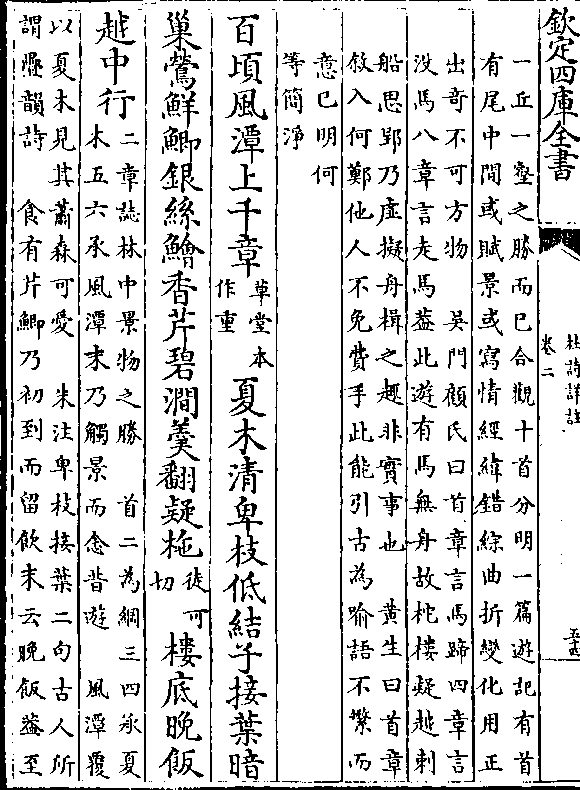 欽定四庫全書
杜詩詳註
卷二
五十四
一丘一壑之勝而已合觀十首分明一篇遊記有首
有尾中間或賦景或寫情經緯錯綜曲折變化用正
出奇不可方物　吳門顧氏曰首章言馬蹄四章言
沒馬八章言走馬葢此遊有馬無舟故柁樓疑越刺
船思郢乃虛擬舟楫之趣非實事也　黄生曰首章
敘入何鄭他人不免費手此能引古為喻語不繁而
意已明何
等簡淨
百頃風潭上千章草堂本作重夏木清卑枝低結子接葉暗
巢鶯鮮鯽銀絲鱠香芹碧澗羹翻疑柂徒可切樓底晚飯
越中行二章誌林中景物之勝　首二為綱三四承夏
木五六承風潭末乃觸景而念昔遊　風潭覆
以夏木見其蕭森可愛　朱注卑枝接葉二句古人所
謂疊韻詩　食有芹鯽乃初到而留飲末云晚飯葢至